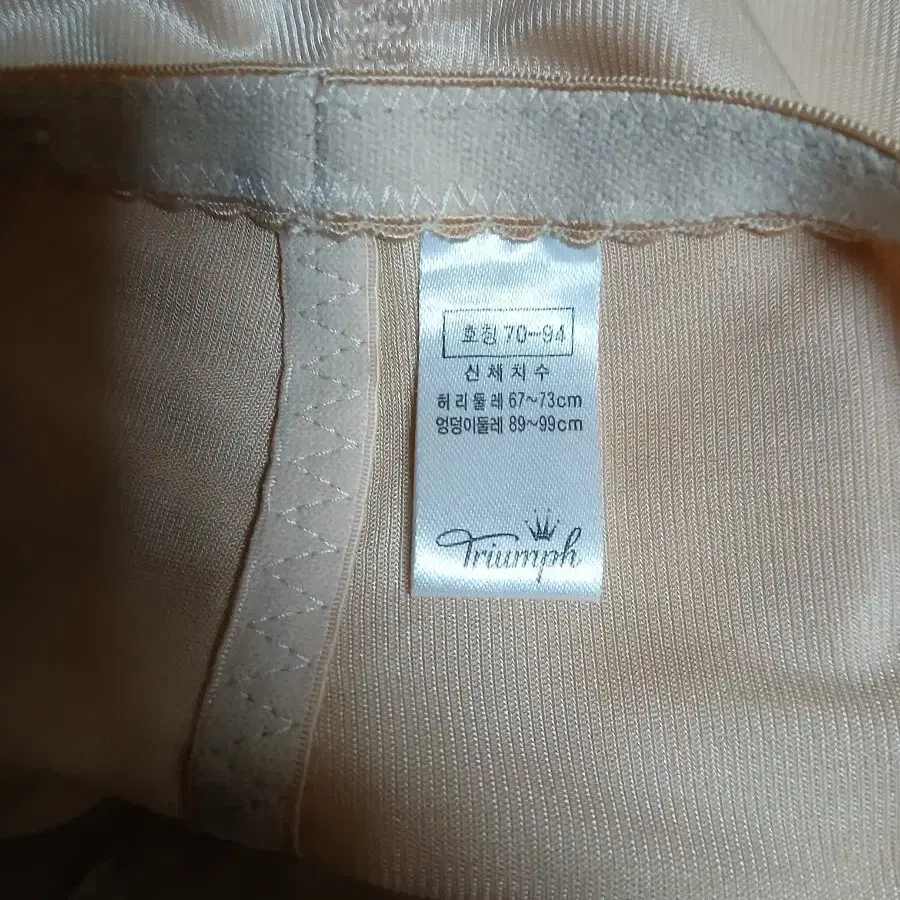 호칭 70~94
신체치수
허리둘레 67~73cm
엉덩이둘레 89~99cm
Triumph